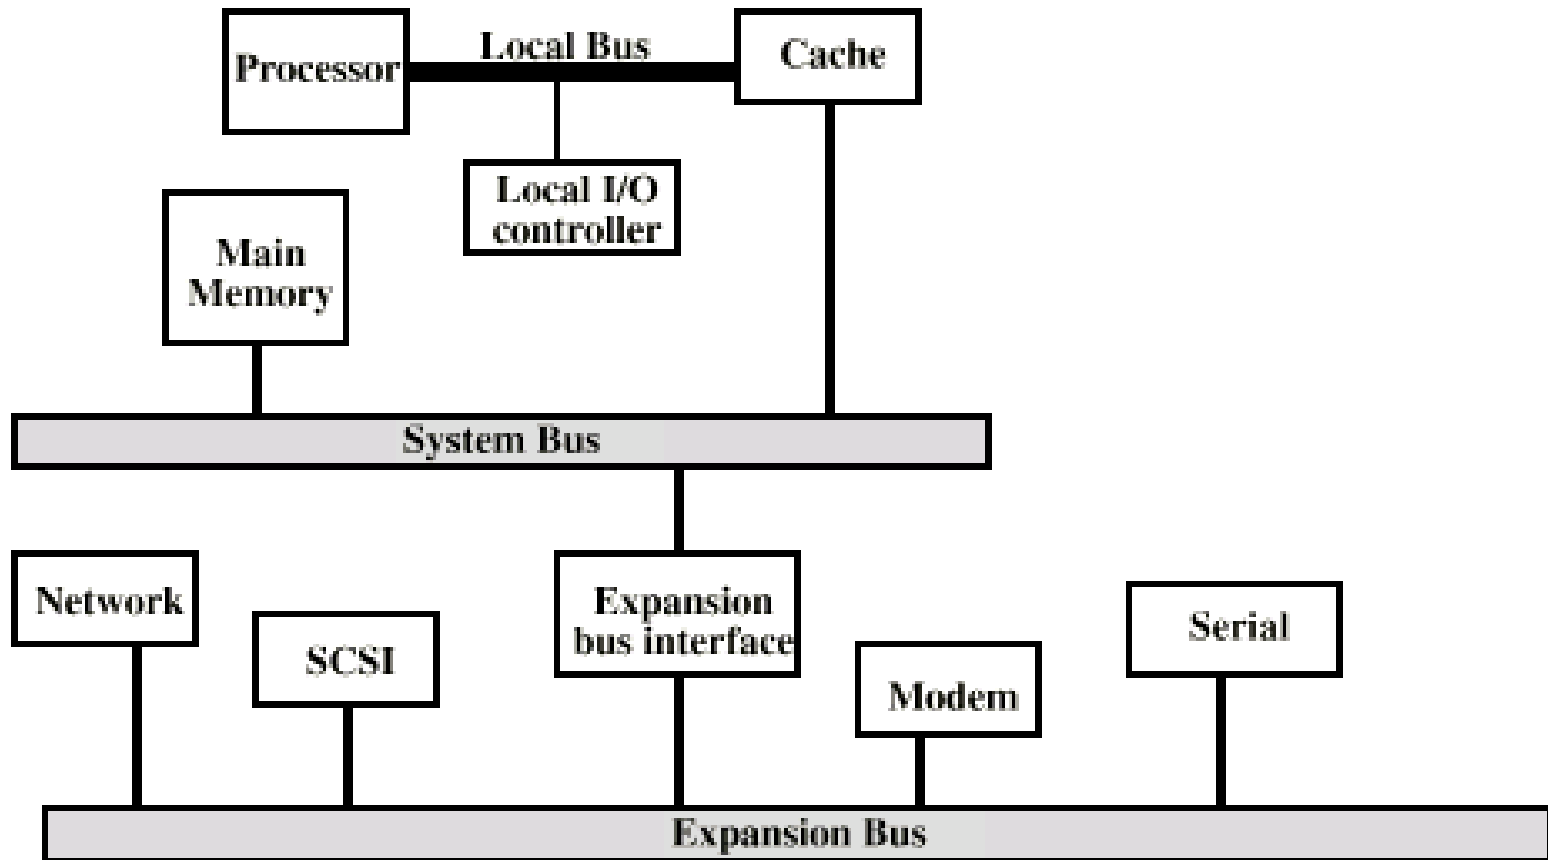 Processor
Local Bus
Cache
Local I/O
controller
Main
Memory
System Bus
Network
SCSI
Expansion
bus interface
Modem
Serial
Expansion Bus